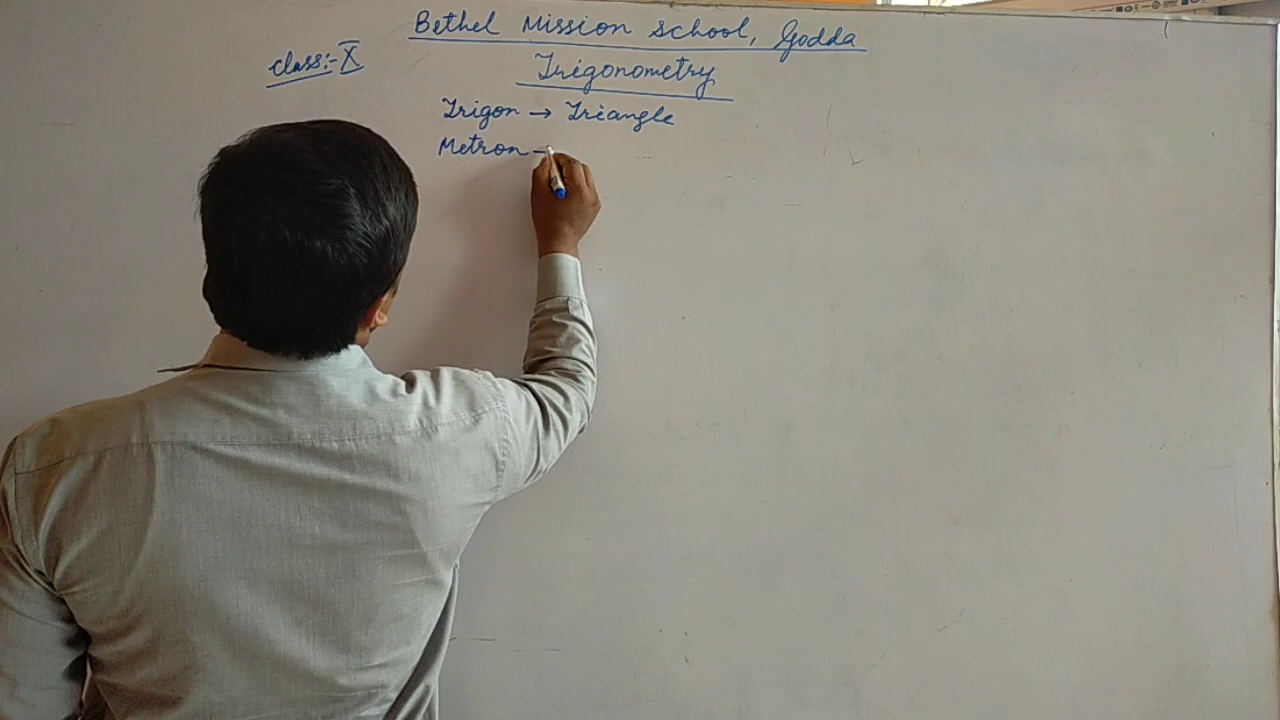 Bethel Mission School, Godda
Class:- X
Trigonometry
Trigon → Triangle
Metron -